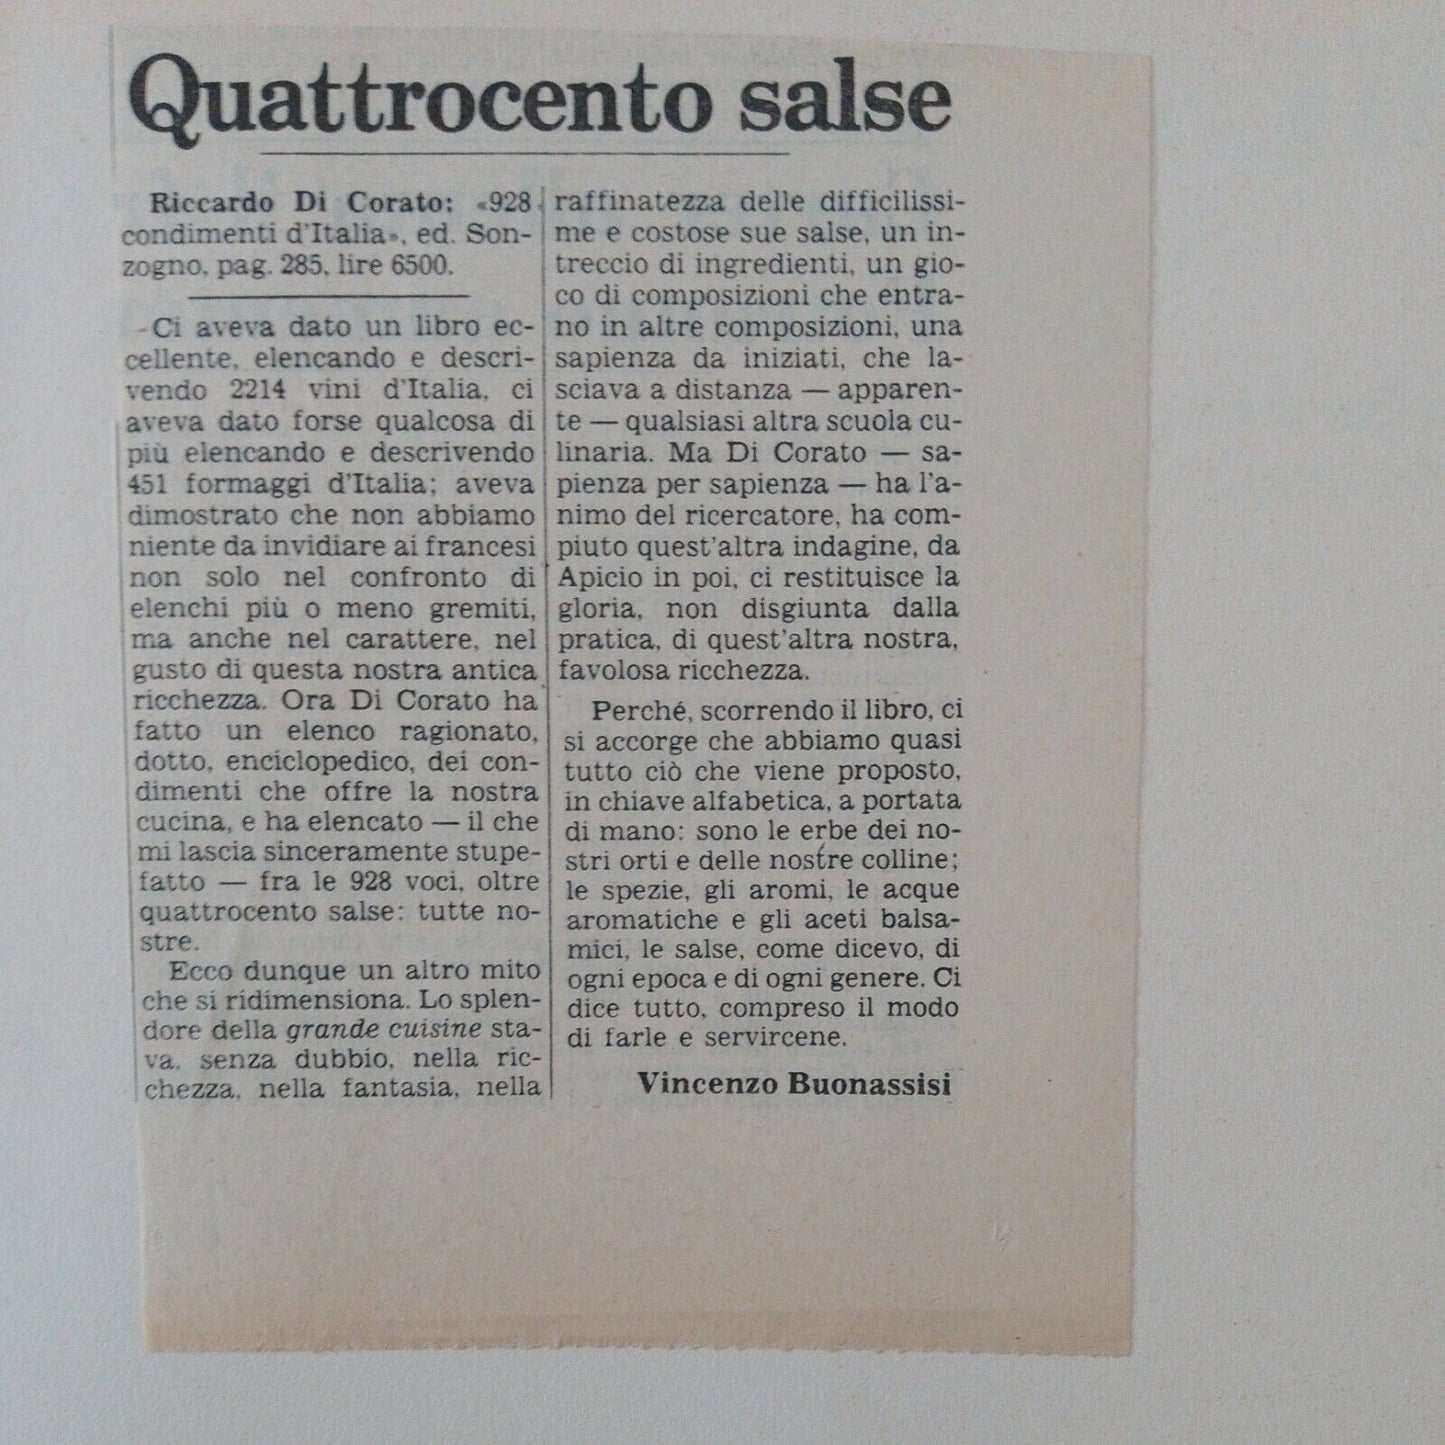 Quattrocento salse
Riccardo Di Corato: «928
condimenti d'Italia», ed. Son-
zogno, pag. 285, lire 6500.
Ci aveva dato un libro ec-
cellente, elencando e descri-
vendo 2214 vini d'Italia, ci
aveva dato forse qualcosa di
più elencando e descrivendo
451 formaggi d'Italia; aveva
dimostrato che non abbiamo
niente da invidiare ai francesi
non solo nel confronto di
elenchi più o meno gremiti,
ma anche nel carattere, nel
gusto di questa nostra antica
ricchezza. Ora Di Corato ha
fatto un elenco ragionato,
dotto, enciclopedico, dei con-
dimenti che offre la nostra
cucina, e ha elencato — il che
mi lascia sinceramente stupe-
fatto — fra le 928 voci, oltre
quattrocento salse: tutte no-
stre.
Ecco dunque un altro mito
che si ridimensiona. Lo splen-
dore della grande cuisine sta-
va, senza dubbio, nella ric-
chezza, nella fantasia, nella
raffinatezza delle difficilissi-
me e costose sue salse, un in-
treccio di ingredienti, un gio-
co di composizioni che entra-
no in altre composizioni, una
sapienza da iniziati, che la-
sciava a distanza — apparen-
te — qualsiasi altra scuola cu-
linaria. Ma Di Corato — sa-
pienza per sapienza — ha l'a-
nimo del ricercatore, ha com-
piuto quest'altra indagine, da
Apicio in poi, ci restituisce la
gloria, non disgiunta dalla
pratica, di quest'altra nostra,
favolosa ricchezza.
Perché, scorrendo il libro, ci
si accorge che abbiamo quasi
tutto ciò che viene proposto,
in chiave alfabetica, a portata
di mano: sono le erbe dei no-
stri orti e delle nostre colline;
le spezie, gli aromi, le acque
aromatiche e gli aceti balsa-
mici, le salse, come dicevo, di
ogni epoca e di ogni genere. Ci
dice tutto, compreso il modo
di farle e servircene.
Vincenzo Buonassisi